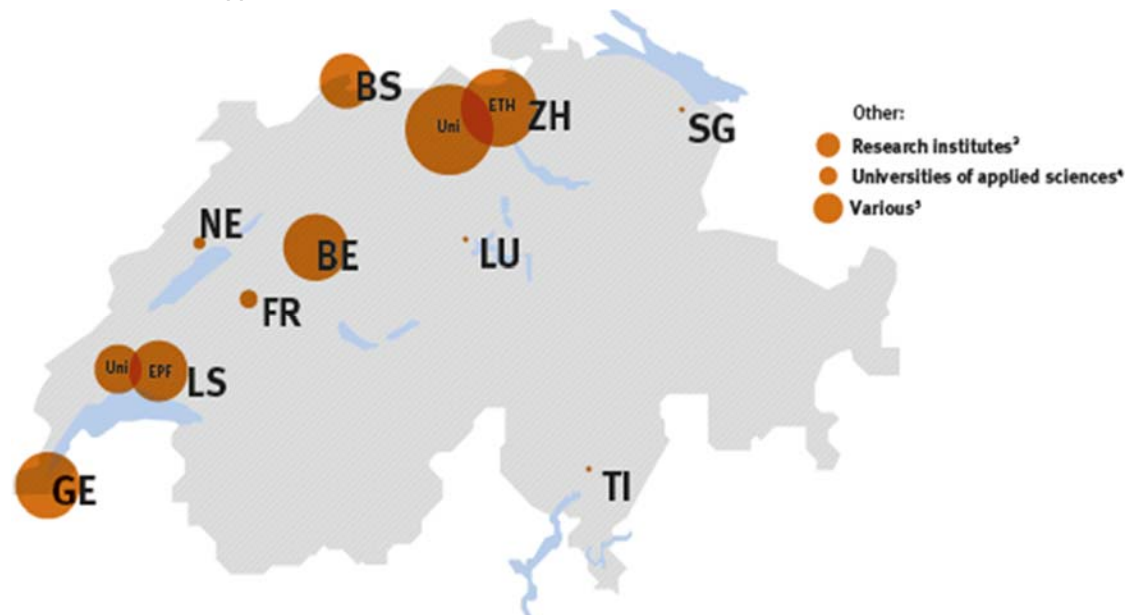 BS
Uni
ETH
ZH
SG
Other:
Research institutes³
Universities of applied sciences⁴
Various⁵
NE
BE
LU
FR
Uni
EPF
LS
GE
TI